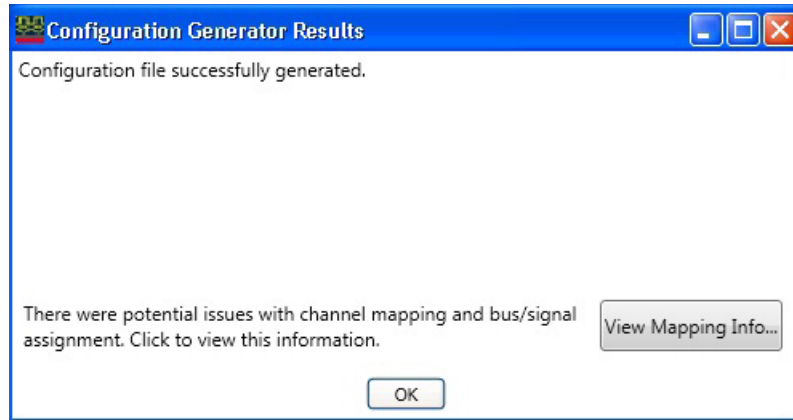 Configuration Generator Results
Configuration file successfully generated.
There were potential issues with channel mapping and bus/signal
assignment. Click to view this information.
View Mapping Info...
OK